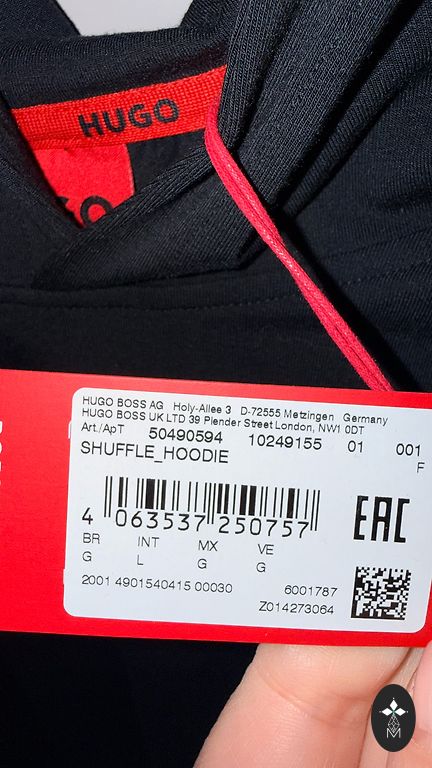 HUGO
GO
HUGO BOSS AG Holy-Allee 3 D-72555 Metzingen Germany
HUGO BOSS UK LTD 39 Plender Street London, NW1 0DT
Art./ApT 50490594 10249155 01 001
SHUFFLE_HOODIE F
4 063537 250757
EAC
BR INT MX VE
G L G G
2001 4901540415 00030 6001787
Z014273064
M